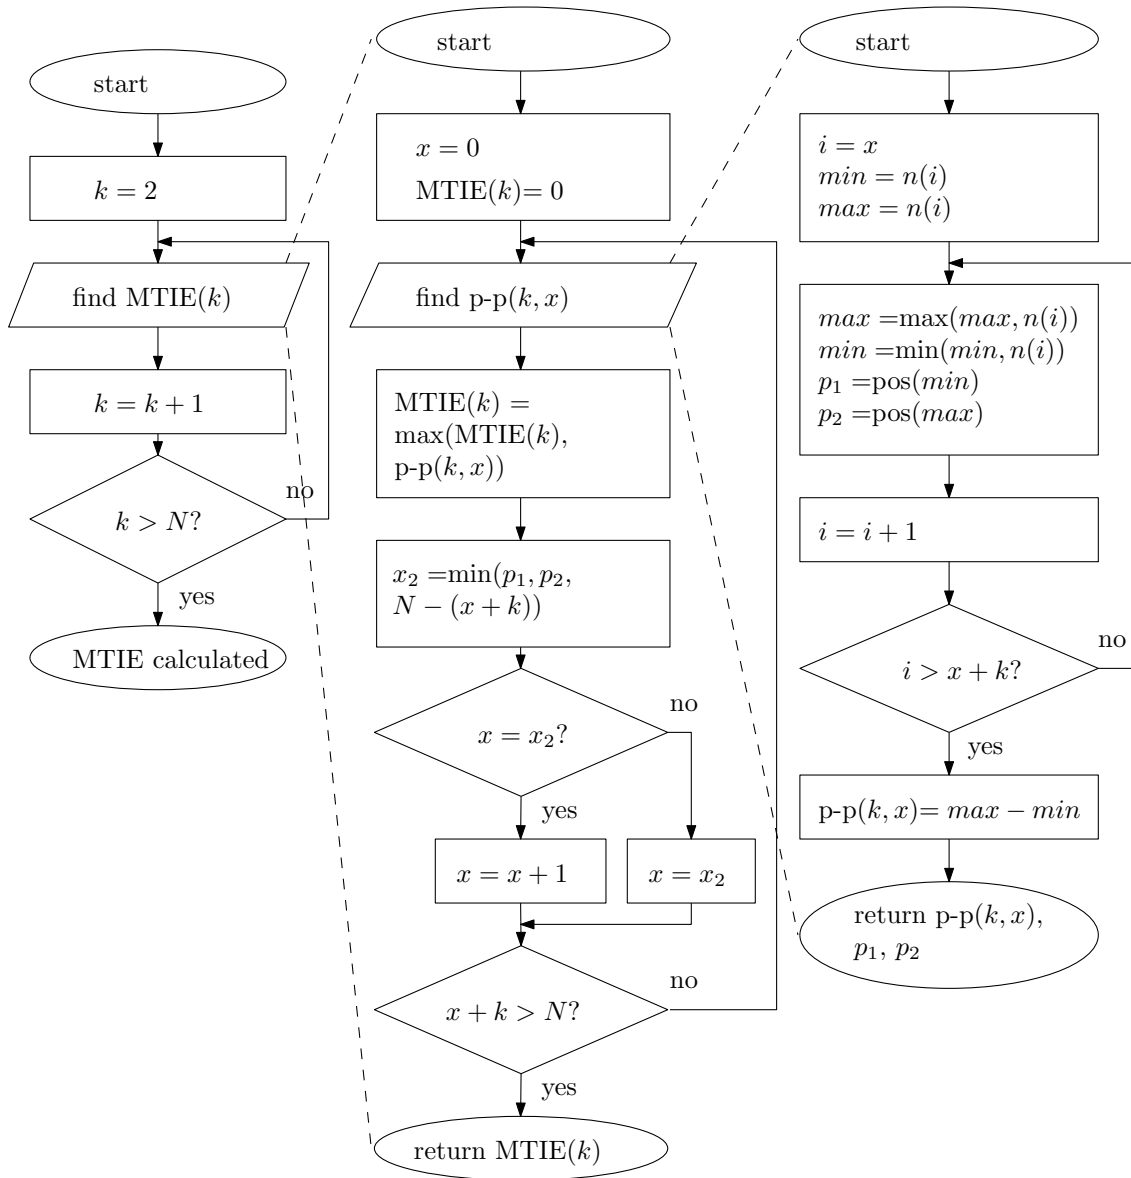 start
k = 2
find MTIE(k)
k = k + 1
k > N?
no
yes
MTIE calculated
start
x = 0
MTIE(k)= 0
find p-p(k, x)
MTIE(k) =
max(MTIE(k),
p-p(k, x))
x₂ =min(p₁, p₂,
N − (x + k))
x = x₂?
no
yes
x = x + 1
x = x₂
x + k > N?
no
yes
return MTIE(k)
start
i = x
min = n(i)
max = n(i)
max =max(max, n(i))
min =min(min, n(i))
p₁ =pos(min)
p₂ =pos(max)
i = i + 1
i > x + k?
no
yes
p-p(k, x)= max − min
return p-p(k, x),
p₁, p₂